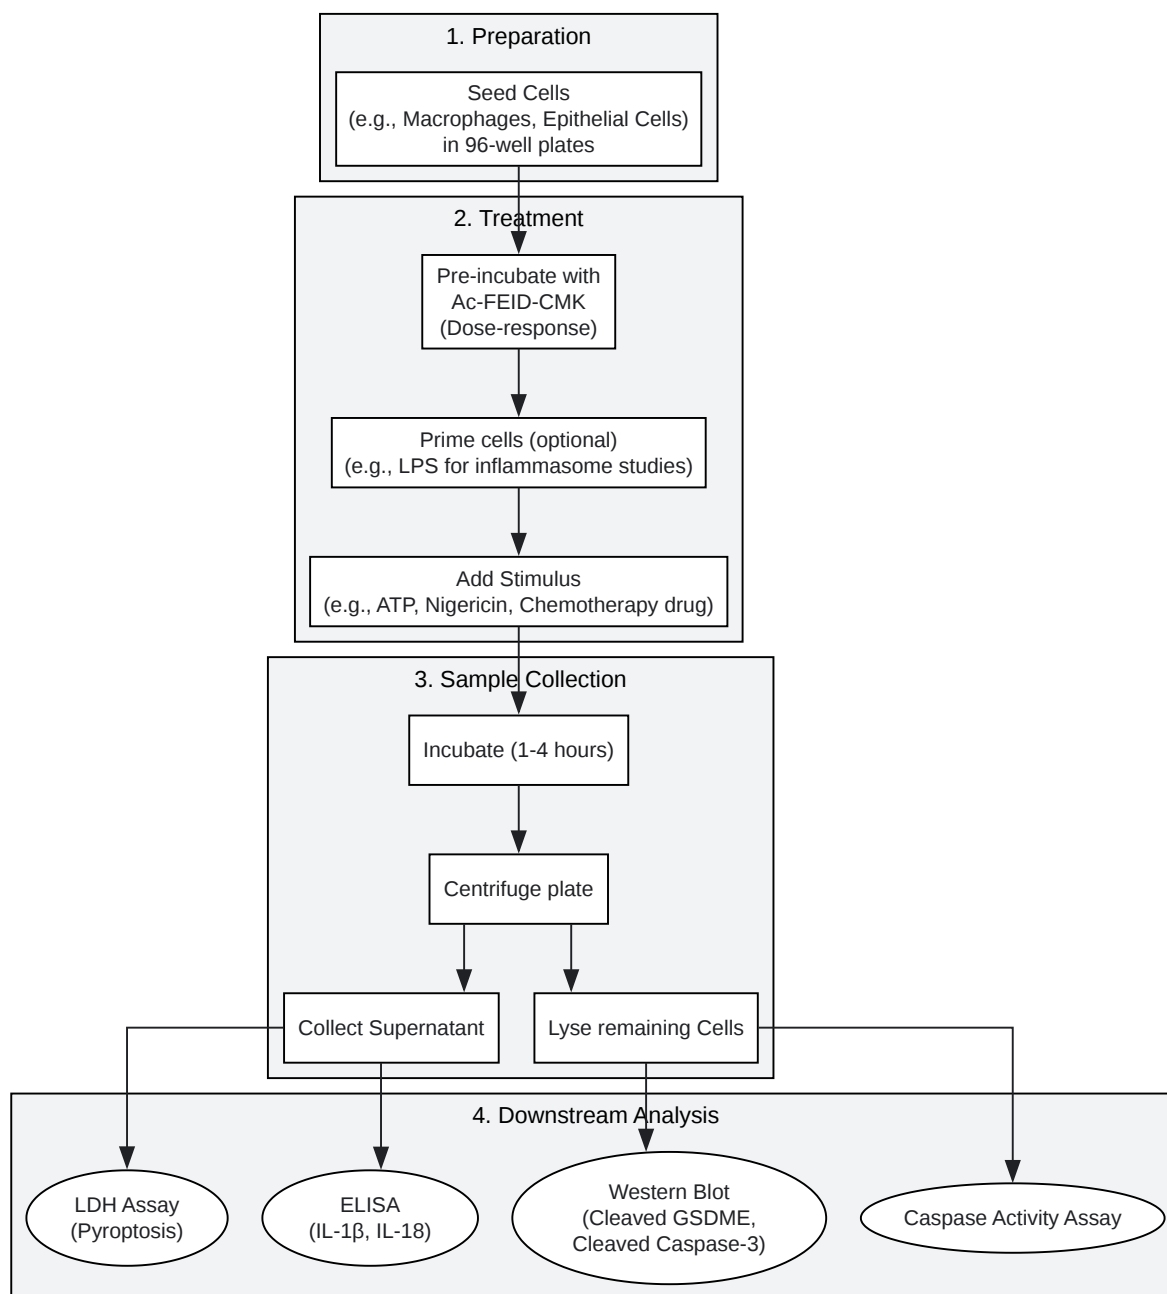 1. Preparation
Seed Cells
(e.g., Macrophages, Epithelial Cells)
in 96-well plates
2. Treatment
Pre-incubate with
Ac-FEID-CMK
(Dose-response)
Prime cells (optional)
(e.g., LPS for inflammasome studies)
Add Stimulus
(e.g., ATP, Nigericin, Chemotherapy drug)
3. Sample Collection
Incubate (1-4 hours)
Centrifuge plate
Collect Supernatant
Lyse remaining Cells
4. Downstream Analysis
LDH Assay
(Pyroptosis)
ELISA
(IL-1β, IL-18)
Western Blot
(Cleaved GSDME,
Cleaved Caspase-3)
Caspase Activity Assay